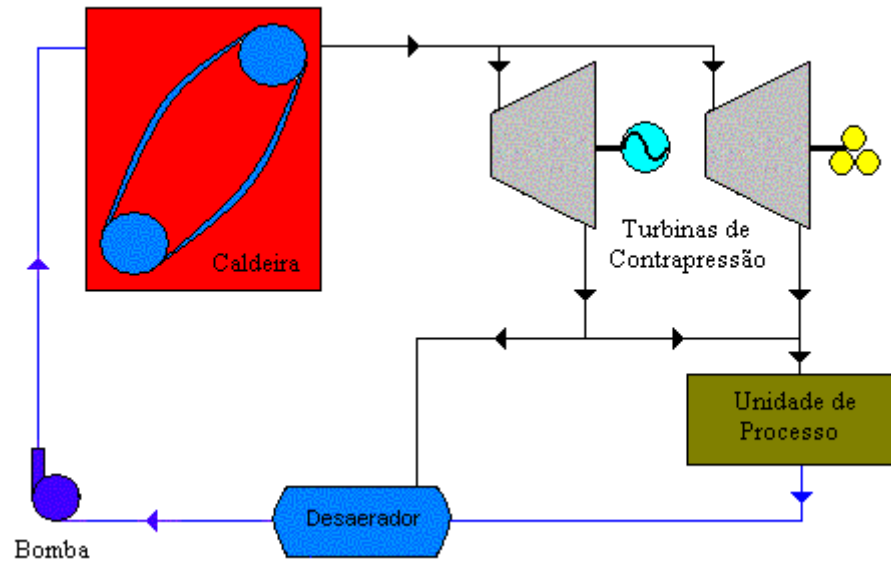 Caldeira
Turbinas de
Contrapressão
Unidade de
Processo
Desaerador
Bomba